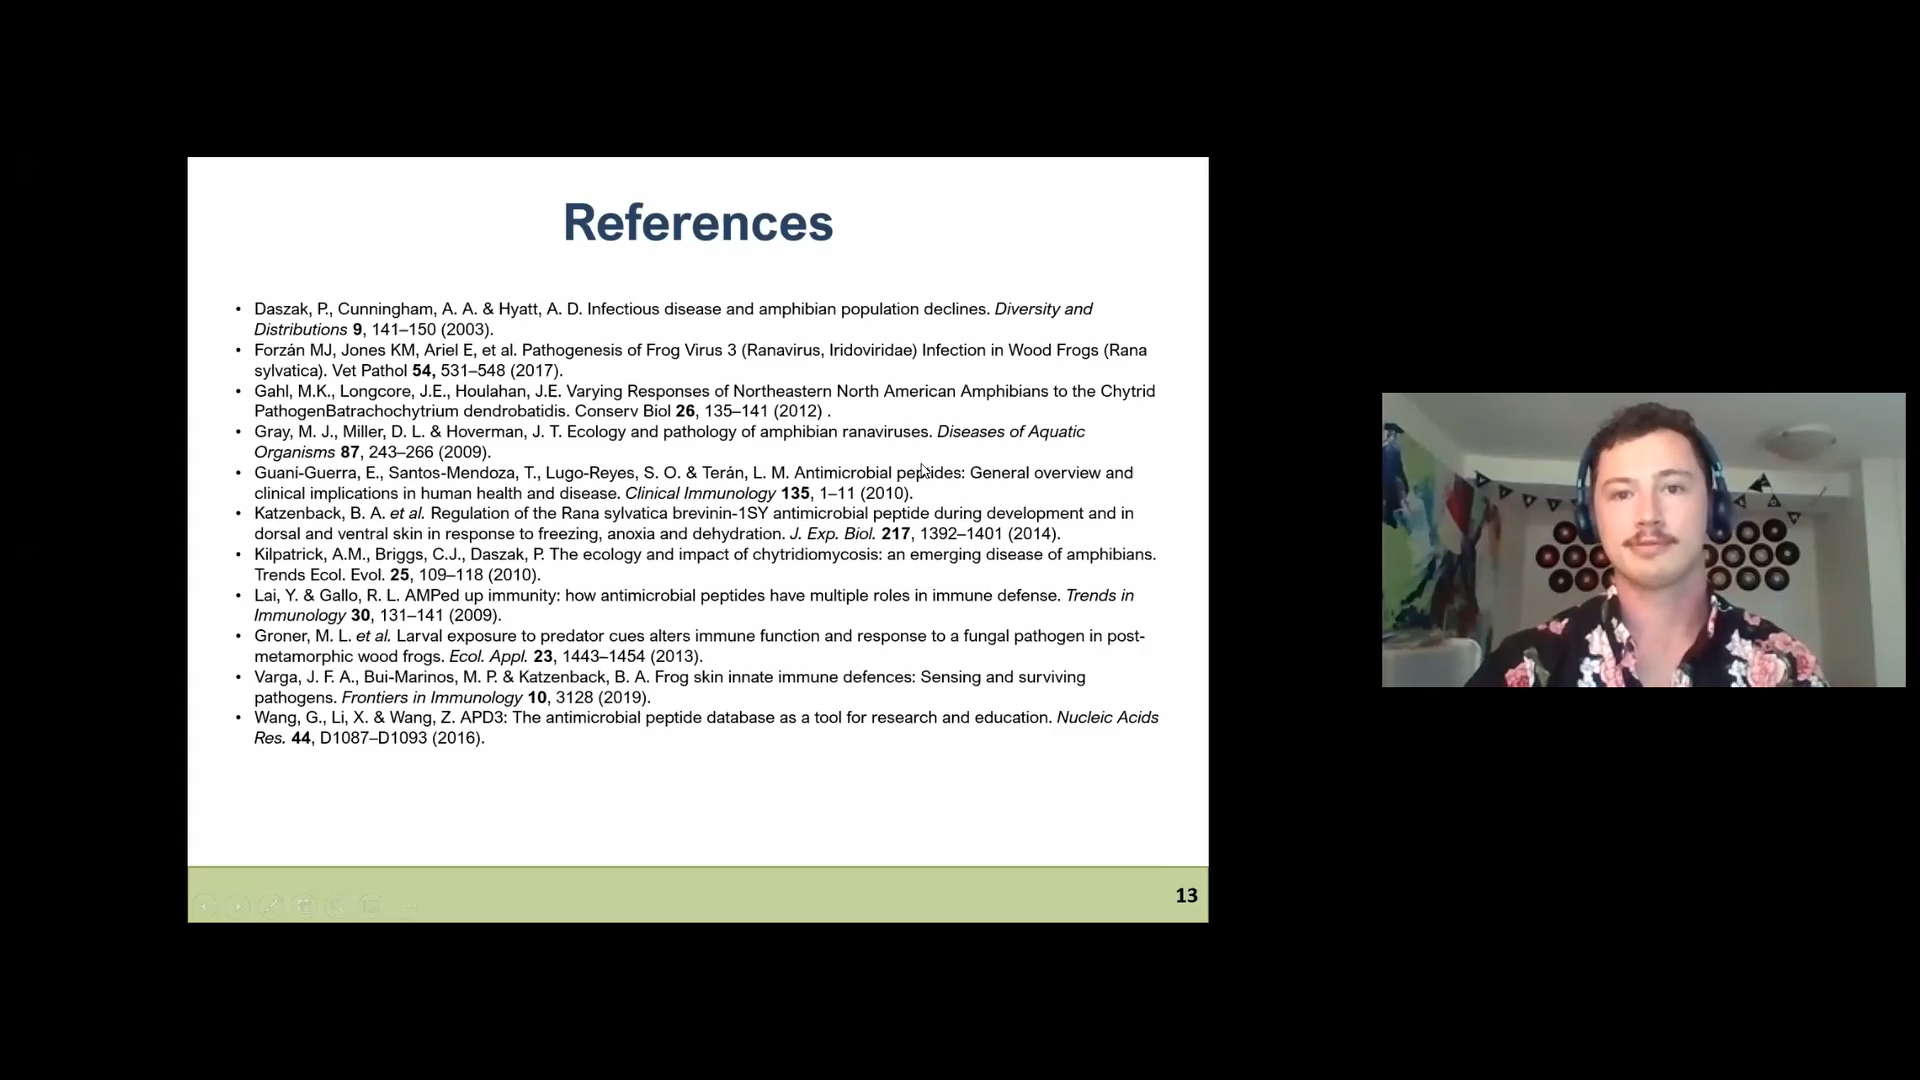 References
• Daszak, P., Cunningham, A. A. & Hyatt, A. D. Infectious disease and amphibian population declines. Diversity and
Distributions 9, 141–150 (2003).
• Forzán MJ, Jones KM, Ariel E, et al. Pathogenesis of Frog Virus 3 (Ranavirus, Iridoviridae) Infection in Wood Frogs (Rana
sylvatica). Vet Pathol 54, 531–548 (2017).
• Gahl, M.K., Longcore, J.E., Houlahan, J.E. Varying Responses of Northeastern North American Amphibians to the Chytrid
PathogenBatrachochytrium dendrobatidis. Conserv Biol 26, 135–141 (2012) .
• Gray, M. J., Miller, D. L. & Hoverman, J. T. Ecology and pathology of amphibian ranaviruses. Diseases of Aquatic
Organisms 87, 243–266 (2009).
• Guaní-Guerra, E., Santos-Mendoza, T., Lugo-Reyes, S. O. & Terán, L. M. Antimicrobial peptides: General overview and
clinical implications in human health and disease. Clinical Immunology 135, 1–11 (2010).
• Katzenback, B. A. et al. Regulation of the Rana sylvatica brevinin-1SY antimicrobial peptide during development and in
dorsal and ventral skin in response to freezing, anoxia and dehydration. J. Exp. Biol. 217, 1392–1401 (2014).
• Kilpatrick, A.M., Briggs, C.J., Daszak, P. The ecology and impact of chytridiomycosis: an emerging disease of amphibians.
Trends Ecol. Evol. 25, 109–118 (2010).
• Lai, Y. & Gallo, R. L. AMPed up immunity: how antimicrobial peptides have multiple roles in immune defense. Trends in
Immunology 30, 131–141 (2009).
• Groner, M. L. et al. Larval exposure to predator cues alters immune function and response to a fungal pathogen in post-
metamorphic wood frogs. Ecol. Appl. 23, 1443–1454 (2013).
• Varga, J. F. A., Bui-Marinos, M. P. & Katzenback, B. A. Frog skin innate immune defences: Sensing and surviving
pathogens. Frontiers in Immunology 10, 3128 (2019).
• Wang, G., Li, X. & Wang, Z. APD3: The antimicrobial peptide database as a tool for research and education. Nucleic Acids
Res. 44, D1087–D1093 (2016).
13